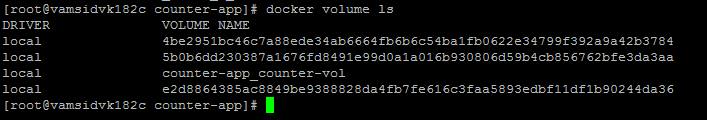 [root@vamsidvk182c counter-app]# docker volume ls
DRIVER VOLUME NAME
local 4be2951bc46c7a88ede34ab6664fb6b6c54ba1fb0622e34799f392a9a42b3784
local 5b0b6dd230387a1676fd8491e99d0a1a016b930806d59b4cb856762bfe3da3aa
local counter-app_counter-vol
local e2d8864385ac8849be9388828da4fb7fe616c3faa5893edbf11df1b90244da36
[root@vamsidvk182c counter-app]#